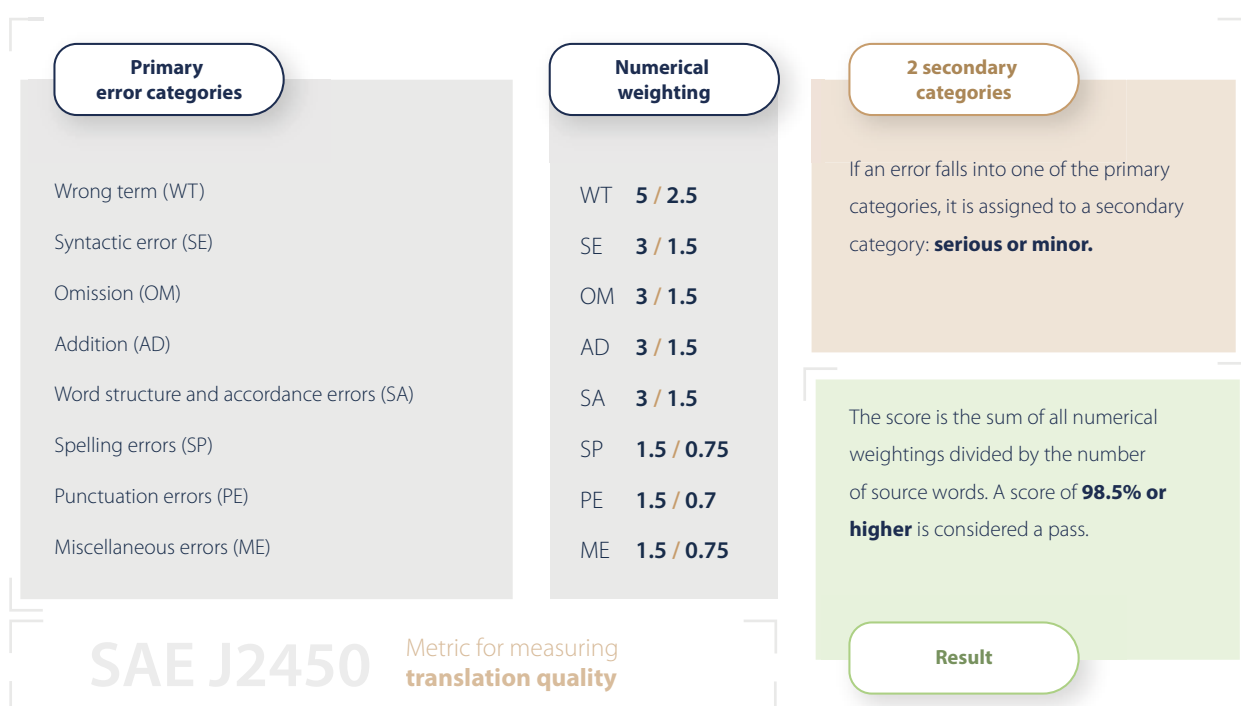 Primary
error categories
Wrong term (WT)
Syntactic error (SE)
Omission (OM)
Addition (AD)
Word structure and accordance errors (SA)
Spelling errors (SP)
Punctuation errors (PE)
Miscellaneous errors (ME)
Numerical
weighting
WT 5 / 2.5
SE 3 / 1.5
OM 3 / 1.5
AD 3 / 1.5
SA 3 / 1.5
SP 1.5 / 0.75
PE 1.5 / 0.7
ME 1.5 / 0.75
2 secondary
categories
If an error falls into one of the primary
categories, it is assigned to a secondary
category: serious or minor.
The score is the sum of all numerical
weightings divided by the number
of source words. A score of 98.5% or
higher is considered a pass.
Result
SAE J2450
Metric for measuring
translation quality